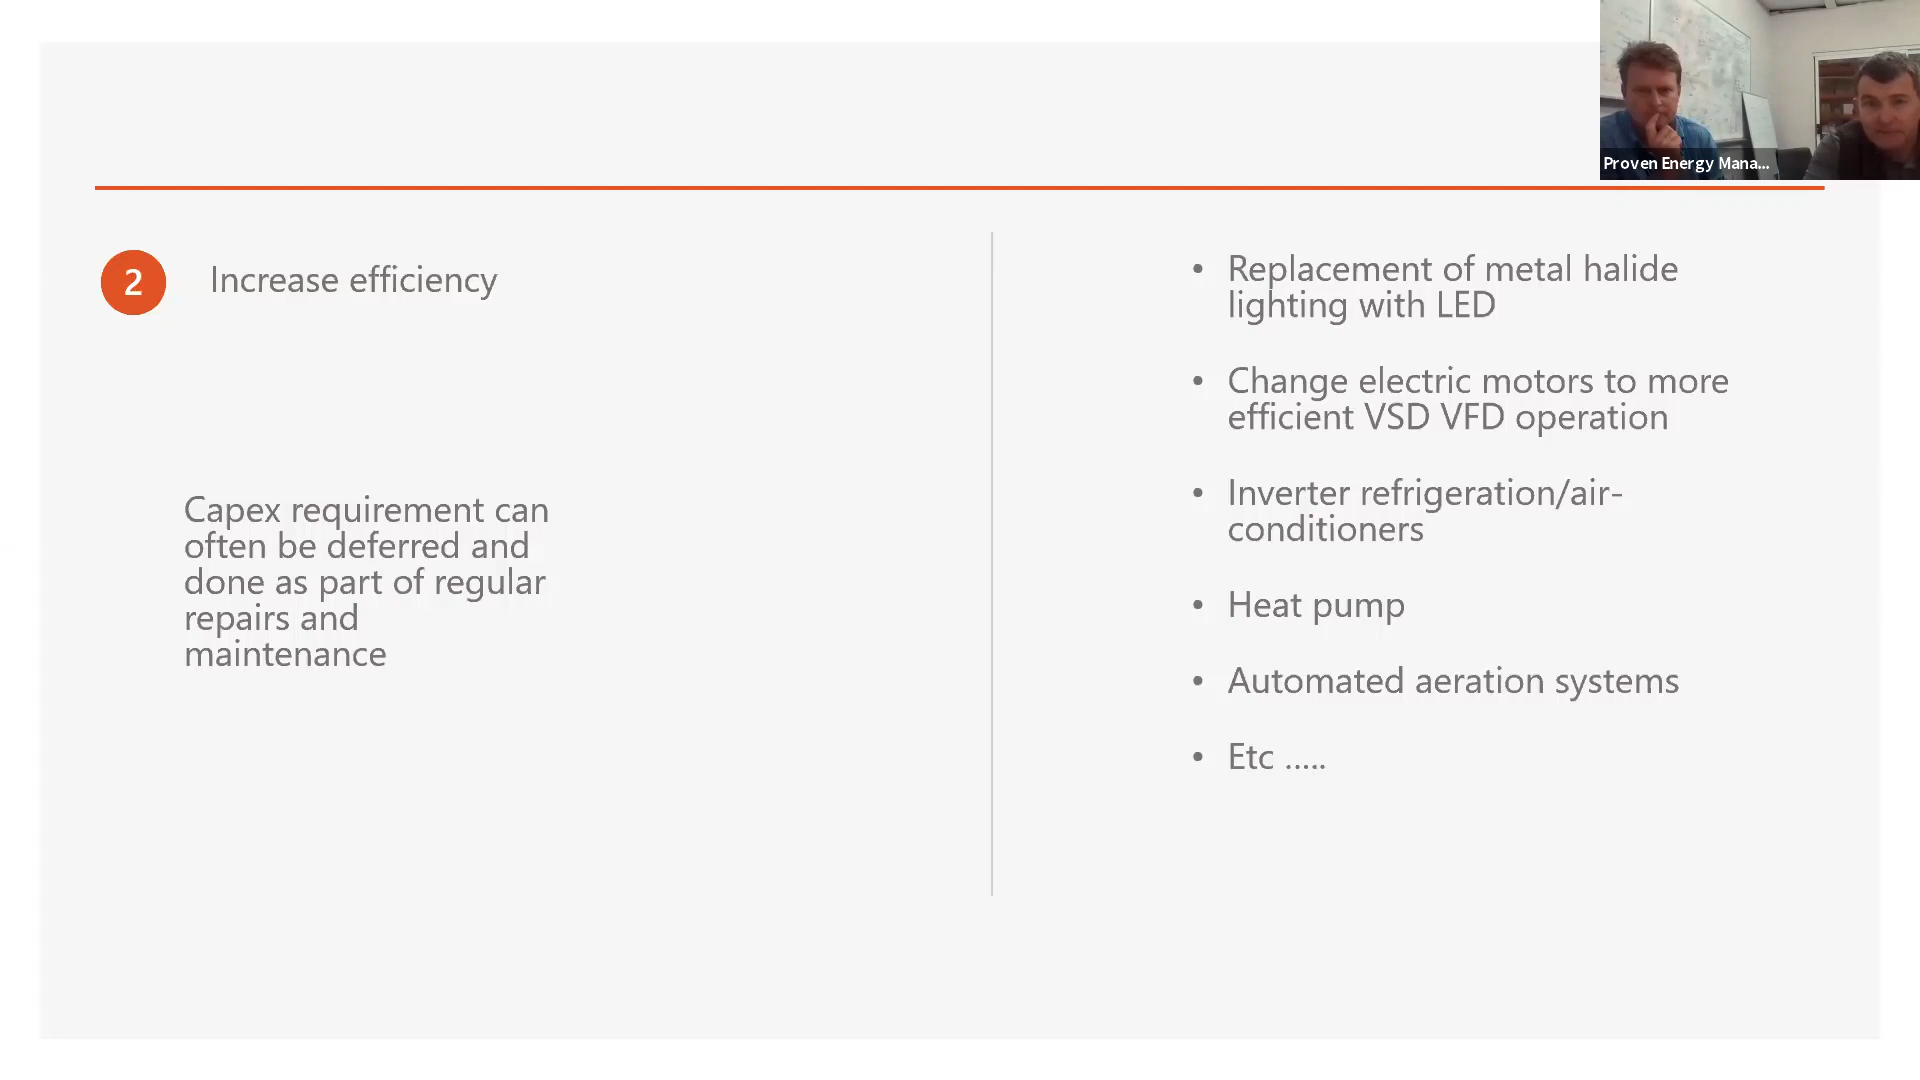 Proven Energy Mana...
2 Increase efficiency
Capex requirement can
often be deferred and
done as part of regular
repairs and
maintenance
• Replacement of metal halide
lighting with LED
• Change electric motors to more
efficient VSD VFD operation
• Inverter refrigeration/air-
conditioners
• Heat pump
• Automated aeration systems
• Etc .....